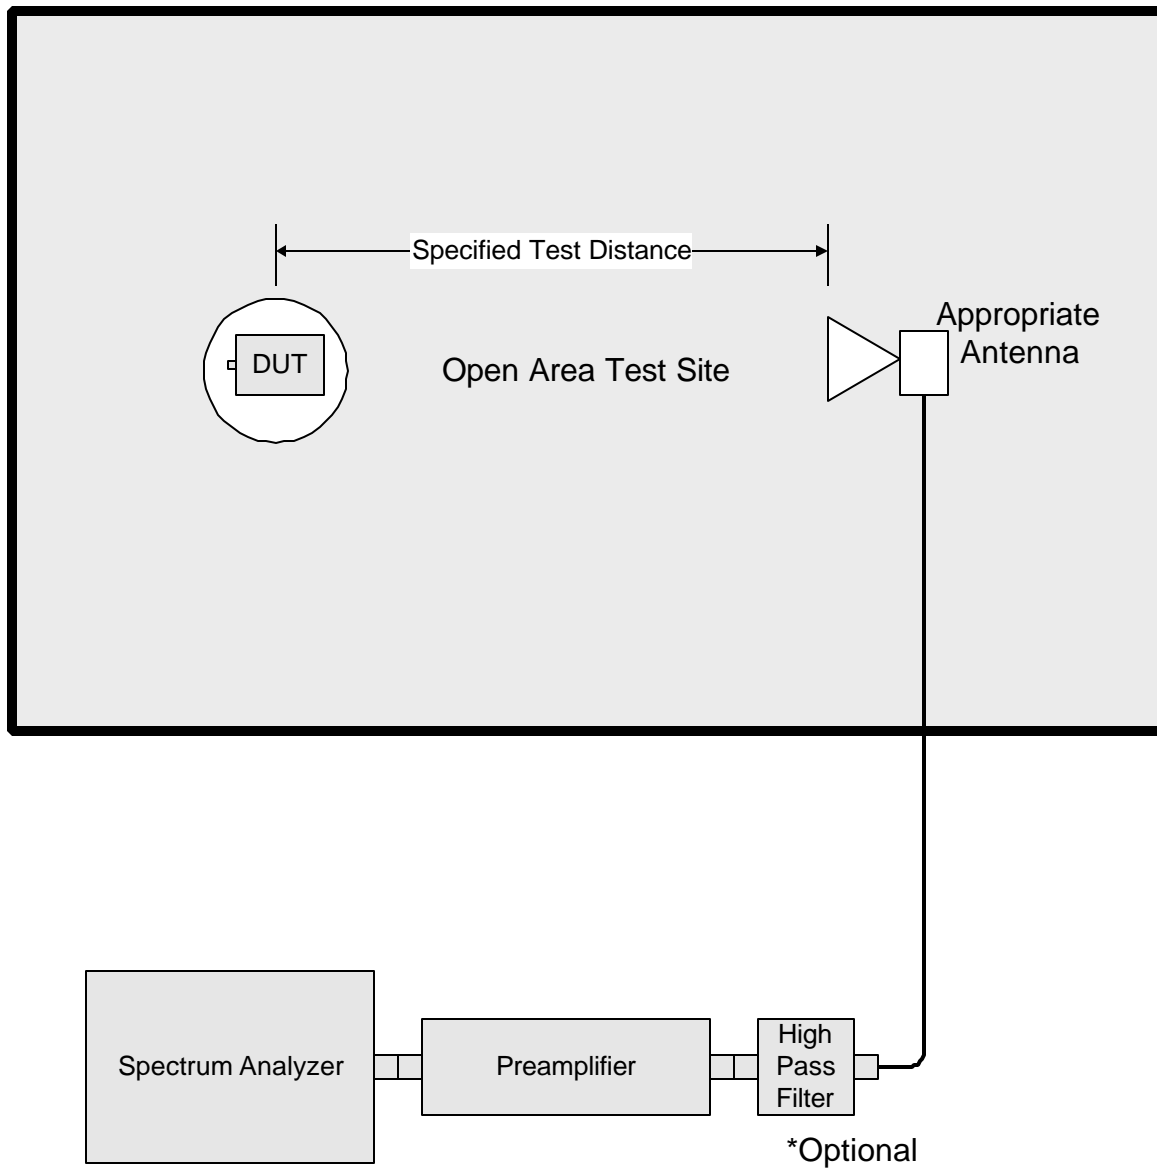 Specified Test Distance
Appropriate
Antenna
DUT
Open Area Test Site
Spectrum Analyzer
Preamplifier
High
Pass
Filter
*Optional